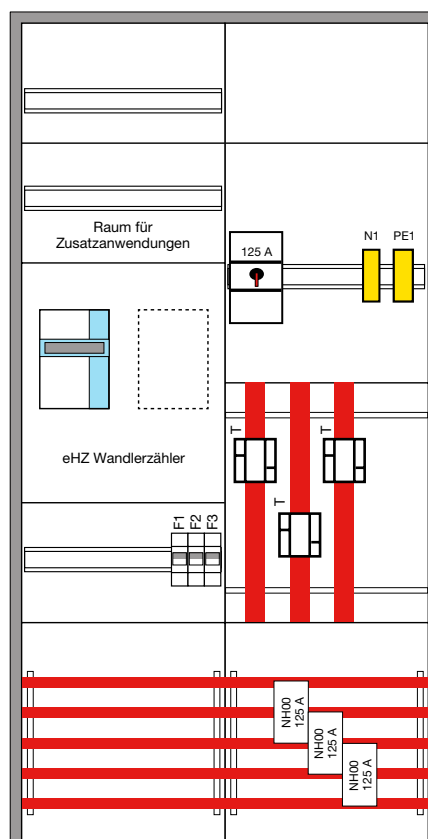 Raum für
Zusatzanwendungen
125 A
N1
PE1
eHZ Wandlerzähler
T
T
T
F1
F2
F3
NH00
125 A
NH00
125 A
NH00
125 A